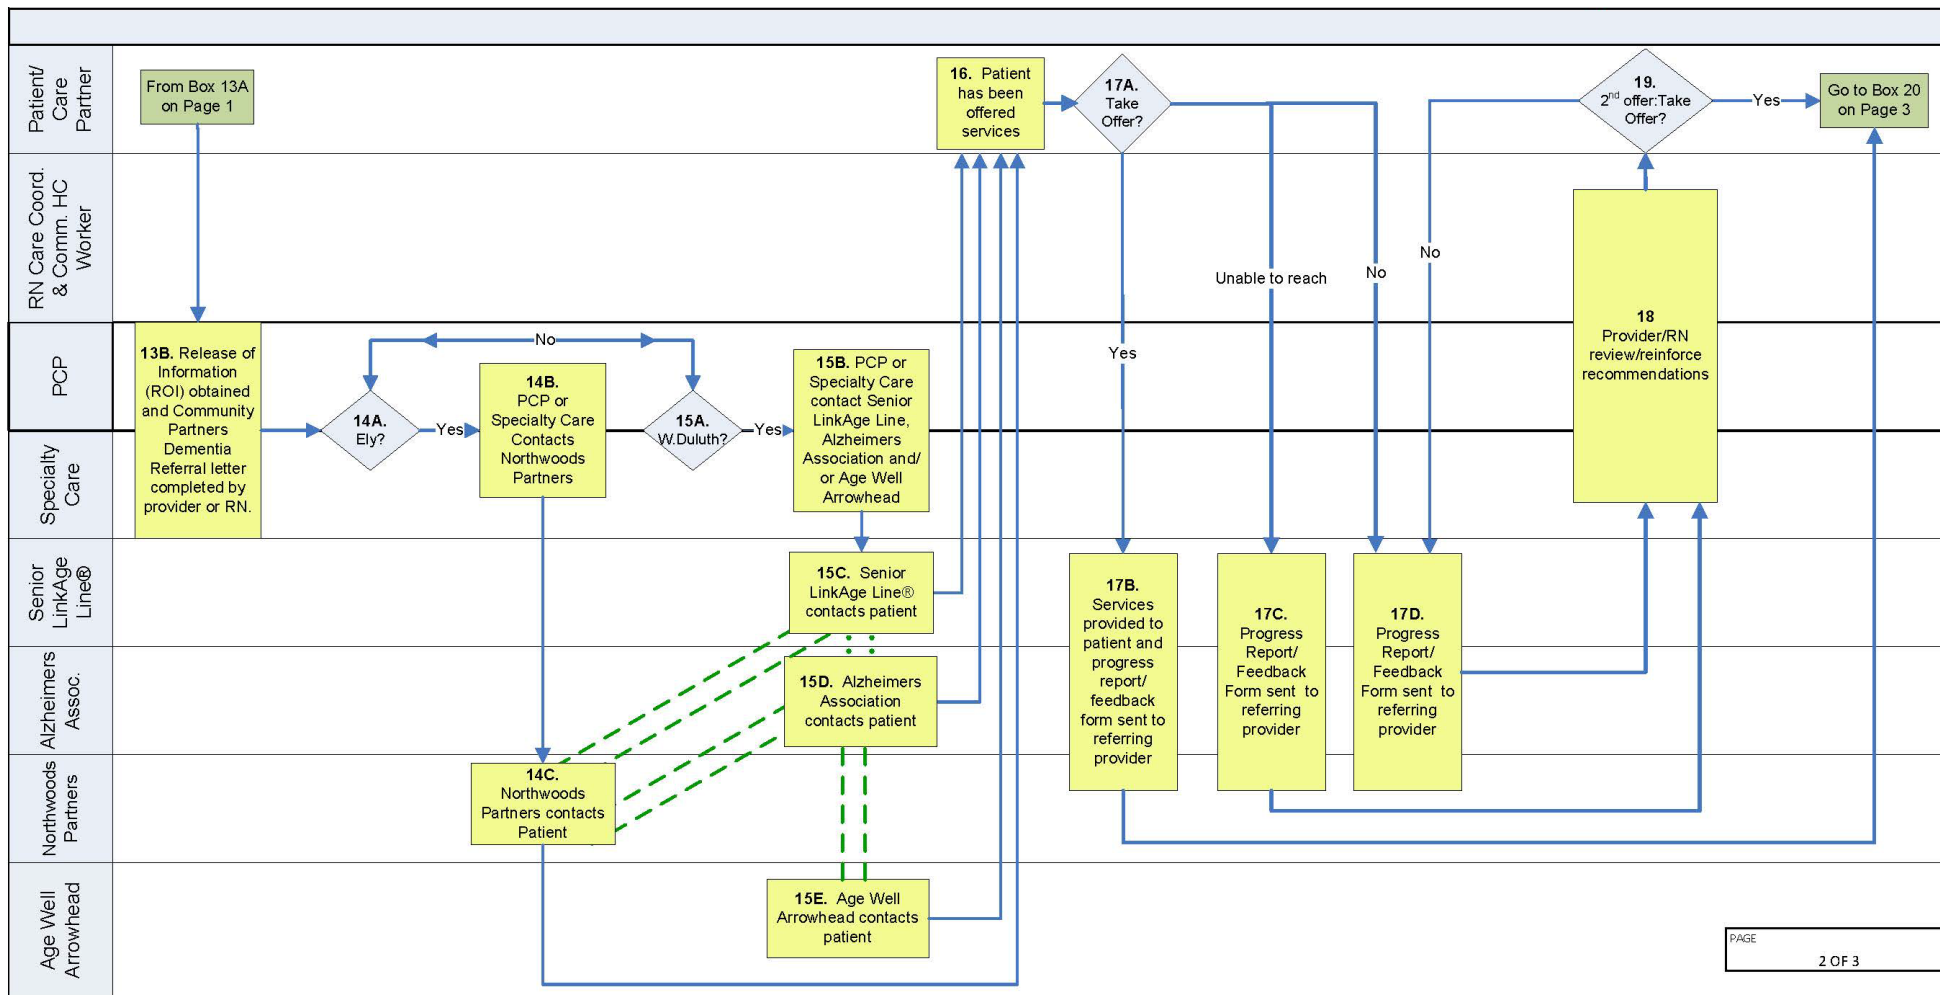 Patient/
Care
Partner
From Box 13A
on Page 1
16. Patient
has been
offered
services
17A.
Take
Offer?
19.
2nd offer:Take
Offer?
Yes
Go to Box 20
on Page 3
RN Care Coord.
& Comm. HC
Worker
Unable to reach
No
No
Yes
PCP
13B. Release of
Information
(ROI) obtained
and Community
Partners
Dementia
Referral letter
completed by
provider or RN.
No
14A.
Ely?
Yes
14B.
PCP or
Specialty Care
Contacts
Northwoods
Partners
15A.
W.Duluth?
Yes
15B. PCP or
Specialty Care
contact Senior
LinkAge Line,
Alzheimers
Association and/
or Age Well
Arrowhead
18
Provider/RN
review/reinforce
recommendations
Specialty
Care
Senior
LinkAge
Line®
15C. Senior
LinkAge Line®
contacts patient
17B.
Services
provided to
patient and
progress
report/
feedback
form sent to
referring
provider
17C.
Progress
Report/
Feedback
Form sent to
referring
provider
17D.
Progress
Report/
Feedback
Form sent to
referring
provider
Alzheimers
Assoc.
15D. Alzheimers
Association
contacts patient
Northwoods
Partners
14C.
Northwoods
Partners contacts
Patient
Age Well
Arrowhead
15E. Age Well
Arrowhead contacts
patient
PAGE
2 OF 3